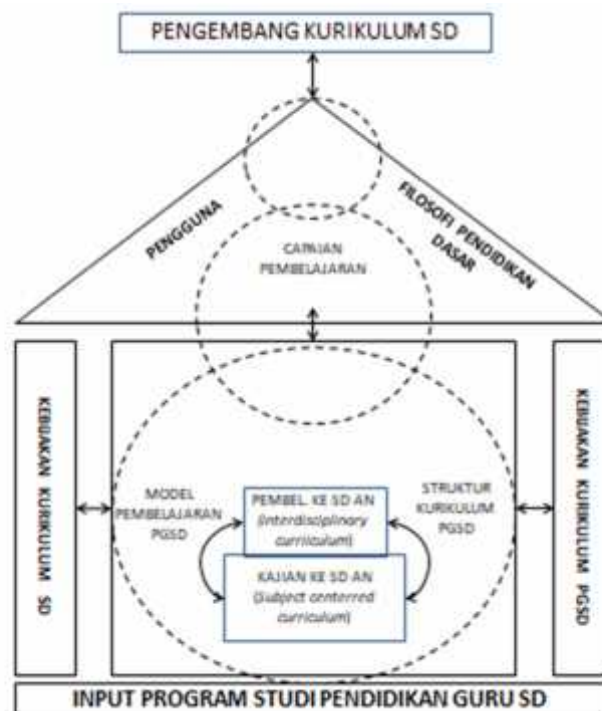 PENGEMBANG KURIKULUM SD
PENGGUNA
FILOSOFI PENDIDIKAN
DASAR
CAPAIAN
PEMBELAJARAN
KEBIJAKAN KURIKULUM SD
MODEL
PEMBELAJARAN
PGSD
PEMBEL. KE SD AN
(Interdisciplinary
curriculum)
KAJIAN KE SD AN
(Subject centerred
curriculum)
STRUKTUR
KURIKULUM
PGSD
KEBIJAKAN KURIKULUM PGSD
INPUT PROGRAM STUDI PENDIDIKAN GURU SD